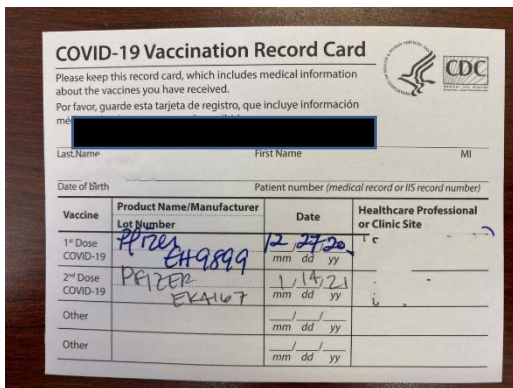 COVID-19 Vaccination Record Card
Please keep this record card, which includes medical information
about the vaccines you have received.
Por favor, guarde esta tarjeta de registro, que incluye información
CDC
Last Name First Name MI
Date of Birth Patient number (medical record or IIS record number)
Vaccine Product Name/Manufacturer Date Healthcare Professional
Lot Number or Clinic Site
1st Dose Pfizer 12/27/20
COVID-19 EH9899 mm dd yy
2nd Dose PFIZER 1/14/21
COVID-19 EK4167 mm dd yy
Other
mm dd yy
Other
mm dd yy